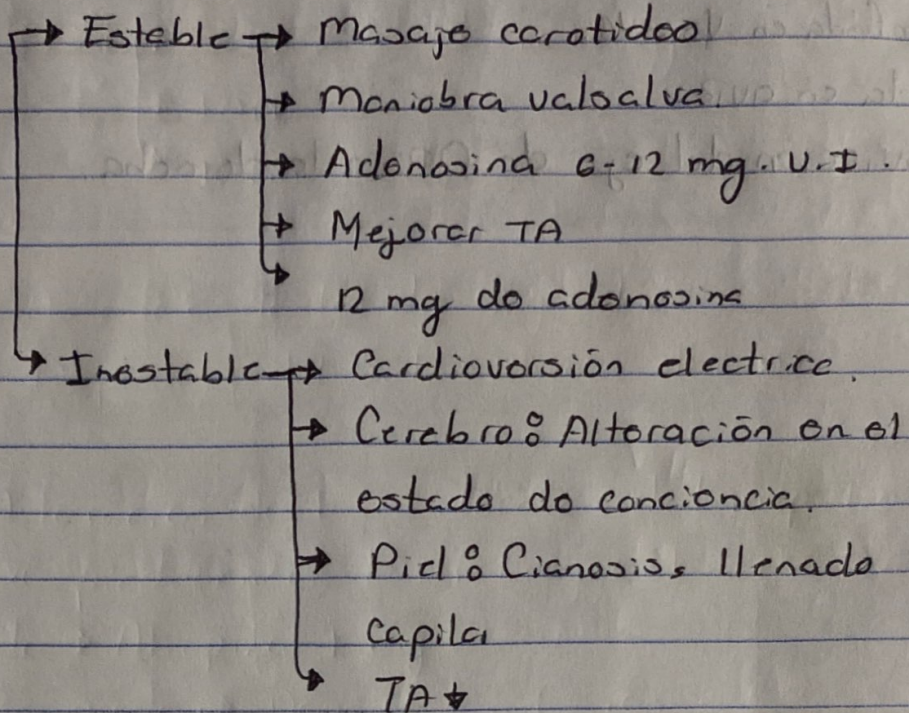 → Estable → Masaje carotideo
→ Maniobra valsalva.
→ Adenosina 6-12 mg. U.I.
→ Mejorar TA
→ 12 mg de adenosina
→ Inestable → Cardioversión electrica.
→ Cerebro: Alteración en el
estado de conciencia.
→ Piel: Cianosis, llenado
capilar
→ TA ↓